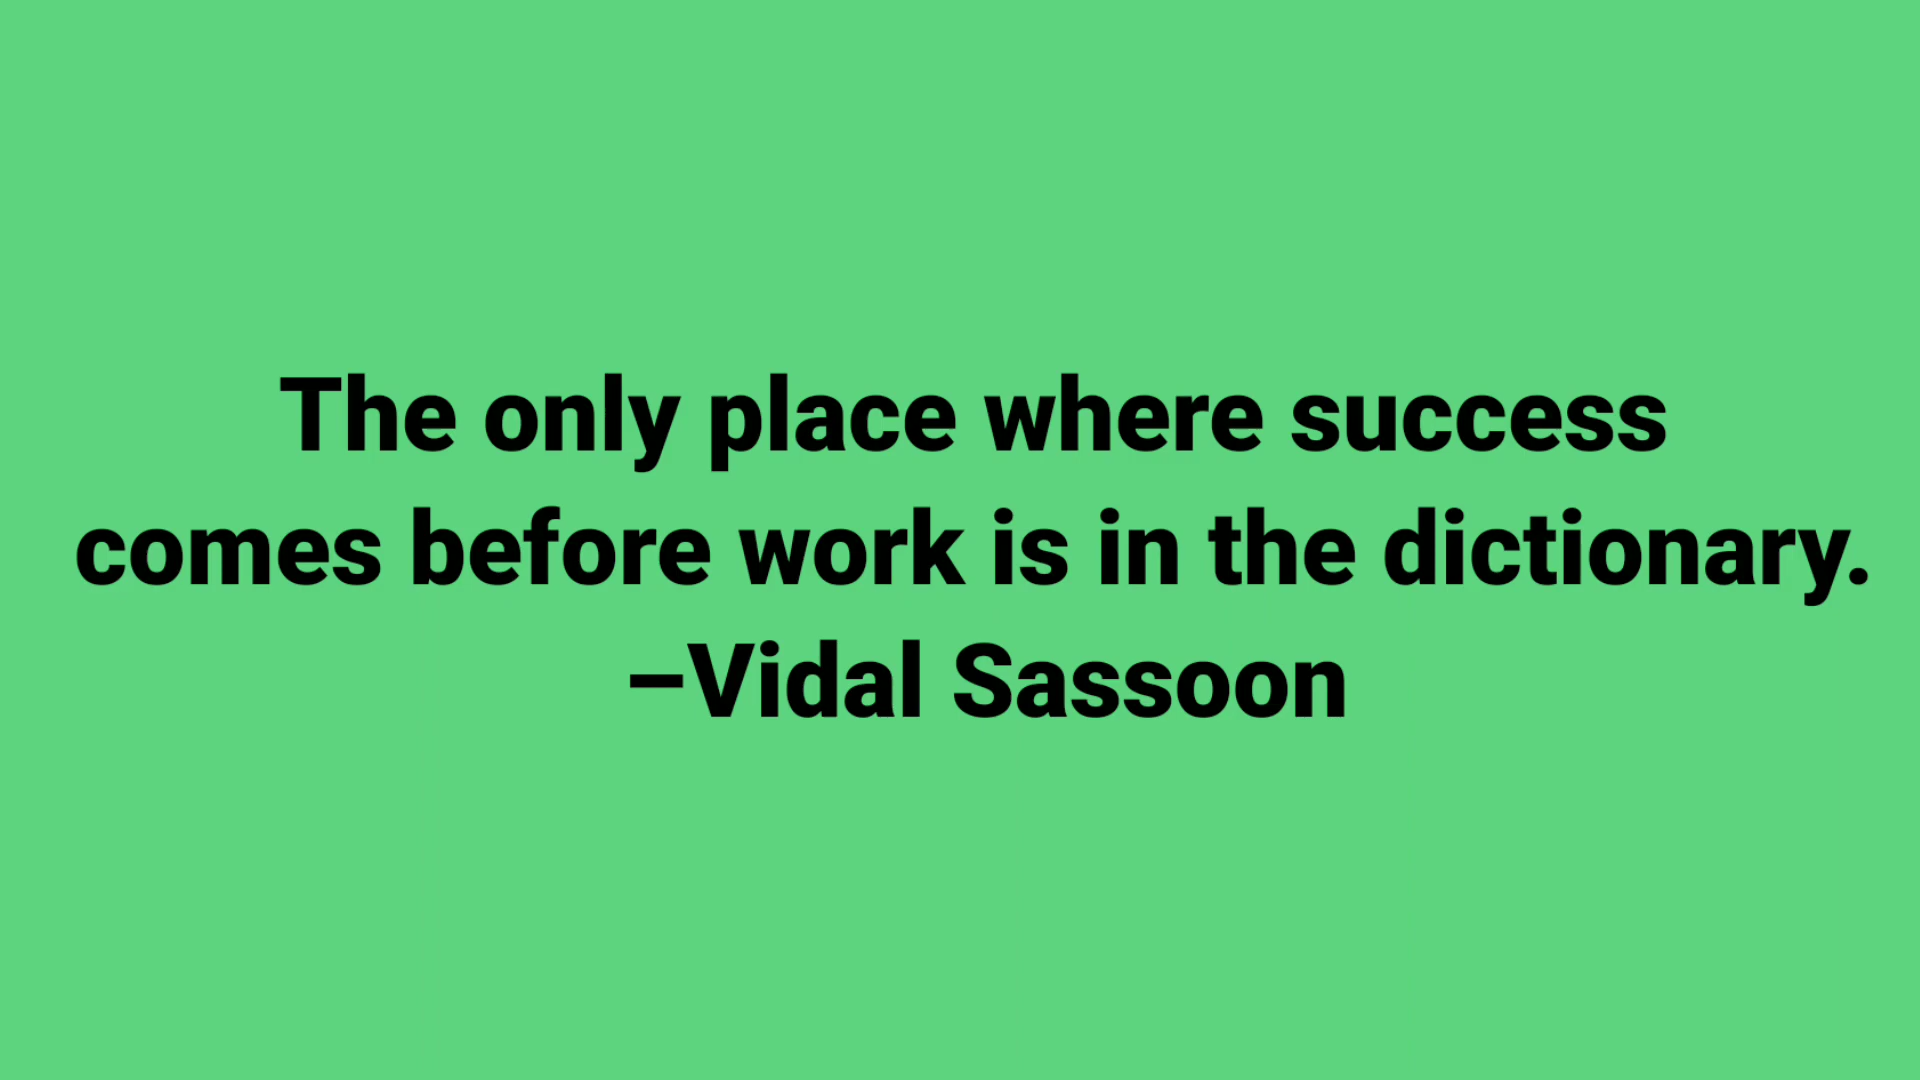 The only place where success
comes before work is in the dictionary.
–Vidal Sassoon